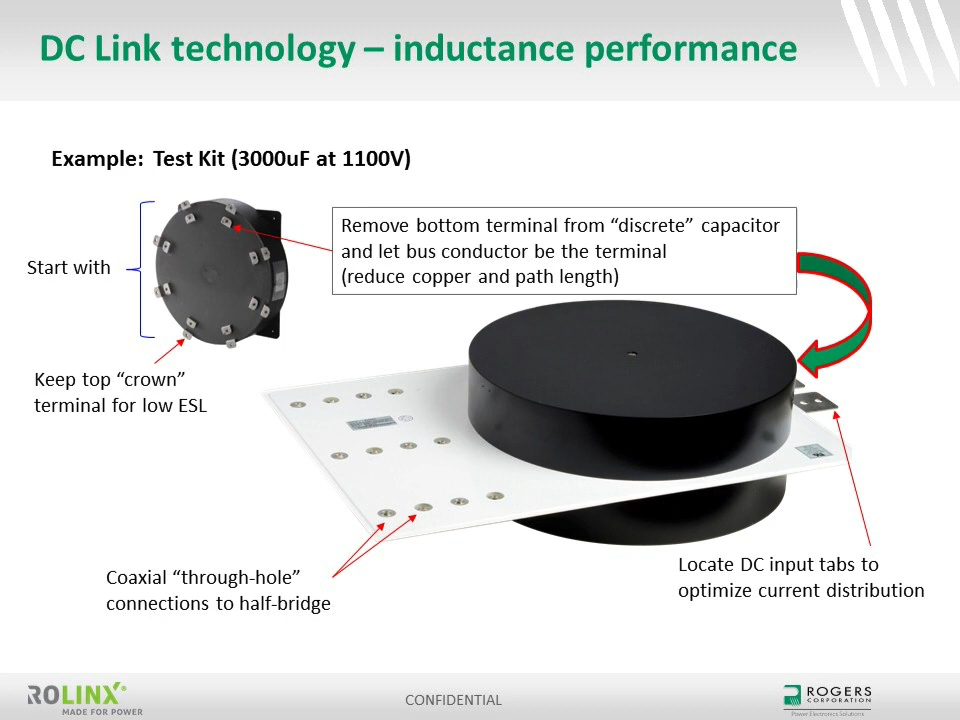 DC Link technology – inductance performance
Example: Test Kit (3000uF at 1100V)
Remove bottom terminal from “discrete” capacitor
and let bus conductor be the terminal
(reduce copper and path length)
Start with
Keep top “crown”
terminal for low ESL
Coaxial “through-hole”
connections to half-bridge
Locate DC input tabs to
optimize current distribution
ROLINX®
MADE FOR POWER
CONFIDENTIAL
ROGERS
CORPORATION
Power Electronics Solutions